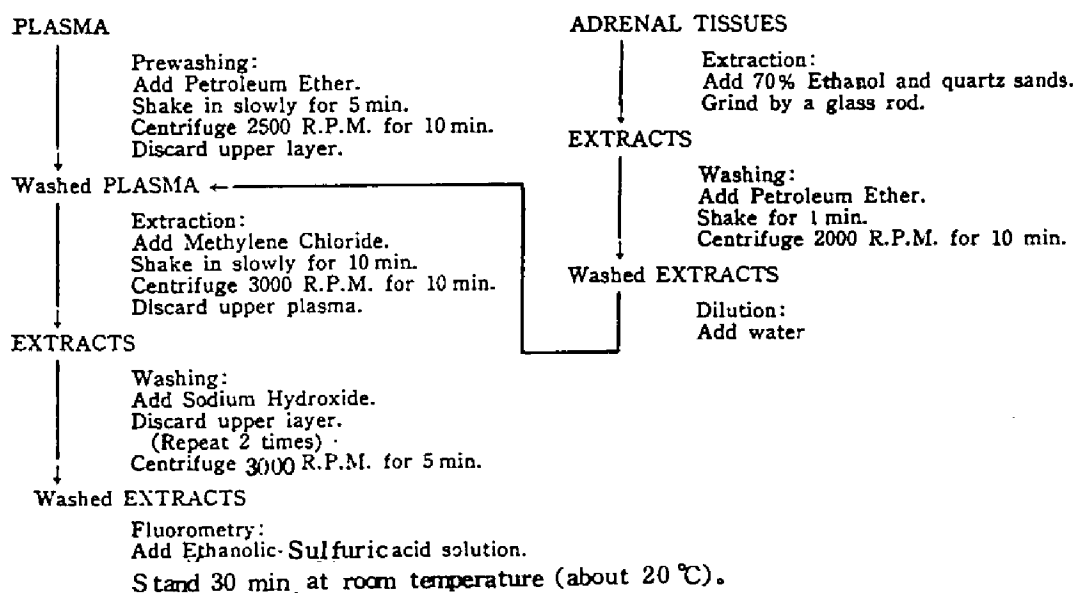 PLASMA
Prewashing:
Add Petroleum Ether.
Shake in slowly for 5 min.
Centrifuge 2500 R.P.M. for 10 min.
Discard upper layer.
Washed PLASMA
Extraction:
Add Methylene Chloride.
Shake in slowly for 10 min.
Centrifuge 3000 R.P.M. for 10 min.
Discard upper plasma.
EXTRACTS
Washing:
Add Sodium Hydroxide.
Discard upper layer.
(Repeat 2 times)
Centrifuge 3000 R.P.M. for 5 min.
Washed EXTRACTS
Fluorometry:
Add Ethanolic-Sulfuric acid solution.
Stand 30 min. at room temperature (about 20 ℃)。
ADRENAL TISSUES
Extraction:
Add 70% Ethanol and quartz sands.
Grind by a glass rod.
EXTRACTS
Washing:
Add Petroleum Ether.
Shake for 1 min.
Centrifuge 2000 R.P.M. for 10 min.
Washed EXTRACTS
Dilution:
Add water